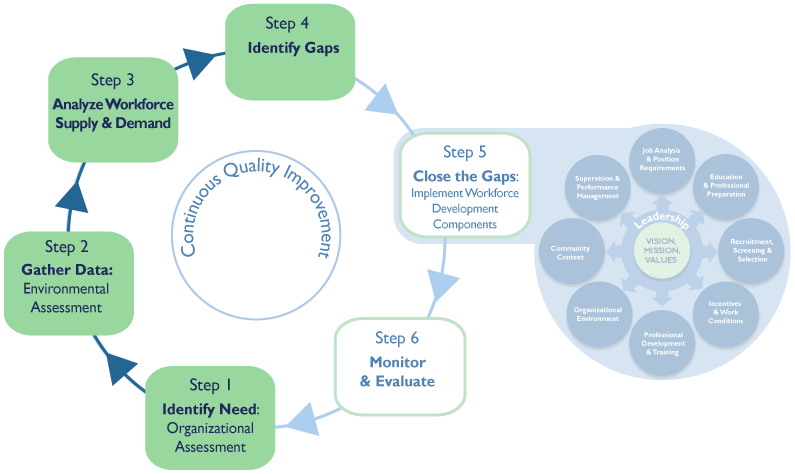 Step 4
Identify Gaps
Step 3
Analyze Workforce
Supply & Demand
Step 5
Close the Gaps:
Implement Workforce
Development
Components
Continuous Quality Improvement
Step 2
Gather Data:
Environmental
Assessment
Step 6
Monitor
& Evaluate
Step 1
Identify Need:
Organizational
Assessment
Job Analysis
& Position
Requirements
Education
& Professional
Preparation
Recruitment,
Screening &
Selection
Incentives
& Work
Conditions
Professional
Development
& Training
Organizational
Environment
Community
Context
Supervision &
Performance
Management
Leadership
VISION,
MISSION,
VALUES